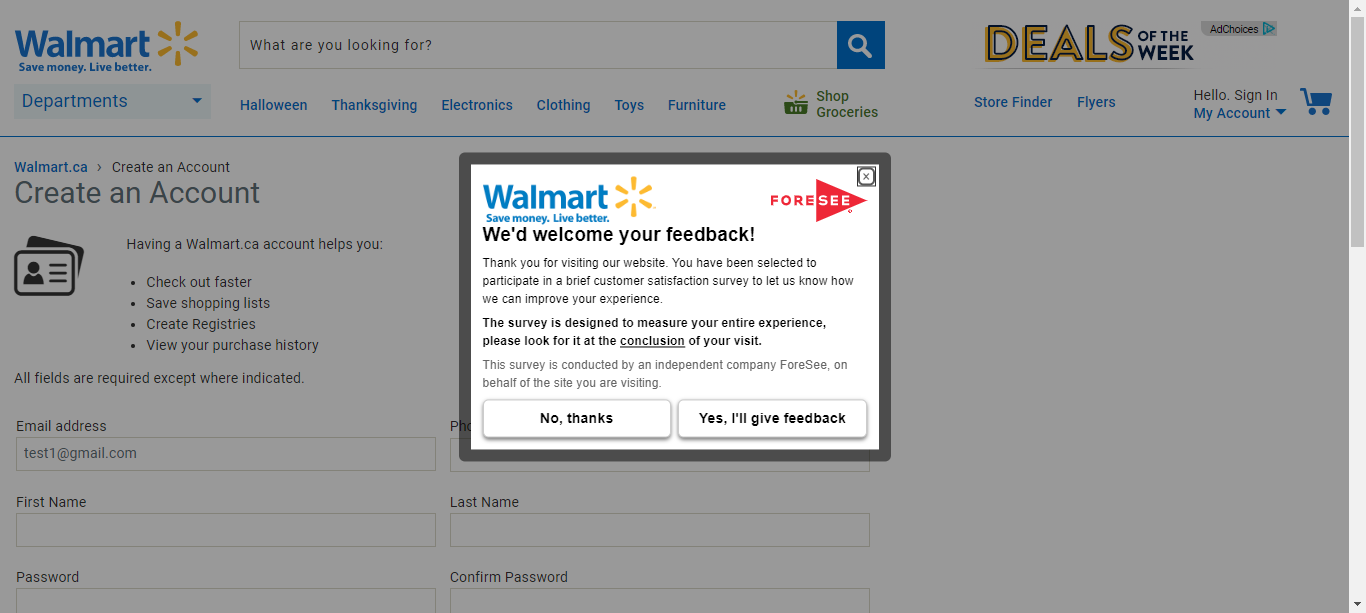 Walmart
Save money. Live better.
What are you looking for?
DEALS OF THE WEEK
AdChoices
Departments
Halloween
Thanksgiving
Electronics
Clothing
Toys
Furniture
Shop
Groceries
Store Finder
Flyers
Hello. Sign In
My Account
Walmart.ca › Create an Account
Create an Account
Having a Walmart.ca account helps you:
• Check out faster
• Save shopping lists
• Create Registries
• View your purchase history
All fields are required except where indicated.
Email address
test1@gmail.com
First Name
Last Name
Password
Confirm Password
Walmart
Save money. Live better.
FORESEE
We'd welcome your feedback!
Thank you for visiting our website. You have been selected to
participate in a brief customer satisfaction survey to let us know how
we can improve your experience.
The survey is designed to measure your entire experience,
please look for it at the conclusion of your visit.
This survey is conducted by an independent company ForeSee, on
behalf of the site you are visiting.
No, thanks
Yes, I'll give feedback